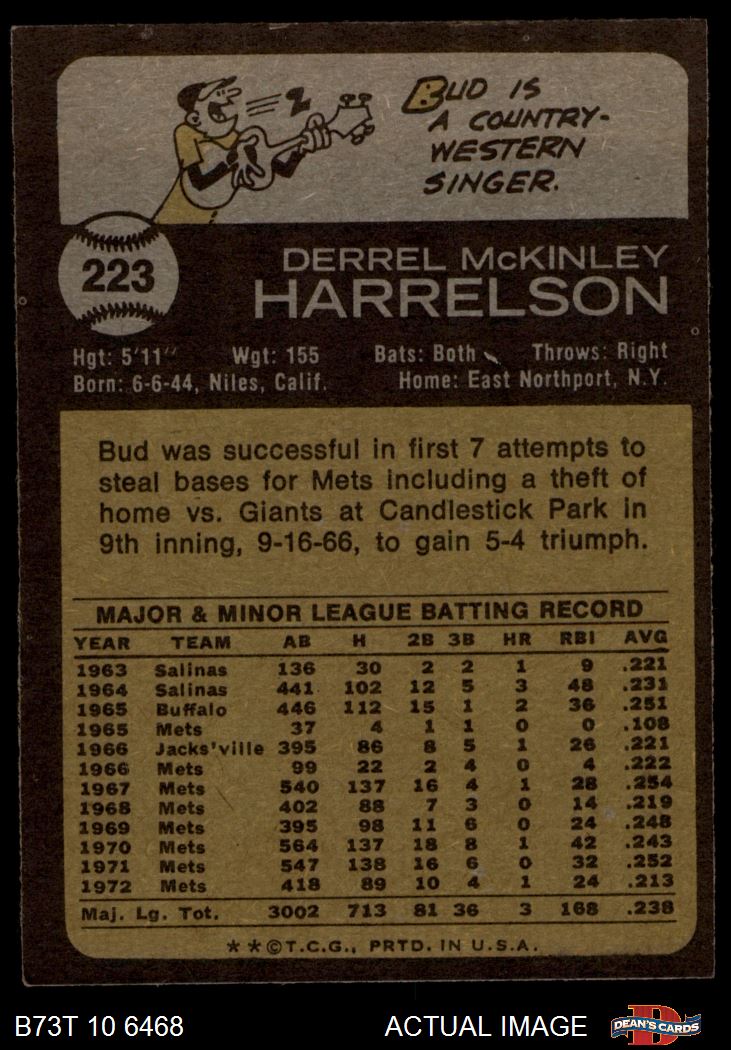 BUD IS
A COUNTRY-
WESTERN
SINGER.
223
DERREL McKINLEY
HARRELSON
Hgt: 5'11" Wgt: 155 Bats: Both Throws: Right
Born: 6-6-44, Niles, Calif. Home: East Northport, N.Y.
Bud was successful in first 7 attempts to
steal bases for Mets including a theft of
home vs. Giants at Candlestick Park in
9th inning, 9-16-66, to gain 5-4 triumph.
MAJOR & MINOR LEAGUE BATTING RECORD
YEAR TEAM AB H 2B 3B HR RBI AVG
1963 Salinas 136 30 2 2 1 9 .221
1964 Salinas 441 102 12 5 3 48 .231
1965 Buffalo 446 112 15 1 2 36 .251
1965 Mets 37 4 1 1 0 0 .108
1966 Jacks'ville 395 86 8 5 1 26 .221
1966 Mets 99 22 2 4 0 4 .222
1967 Mets 540 137 16 4 1 28 .254
1968 Mets 402 88 7 3 0 14 .219
1969 Mets 395 98 11 6 0 24 .248
1970 Mets 564 137 18 8 1 42 .243
1971 Mets 547 138 16 6 0 32 .252
1972 Mets 418 89 10 4 1 24 .213
Maj. Lg. Tot. 3002 713 81 36 3 168 .238
**©T.C.G., PRTD. IN U.S.A.
B73T 10 6468 ACTUAL IMAGE
DEAN'S CARDS